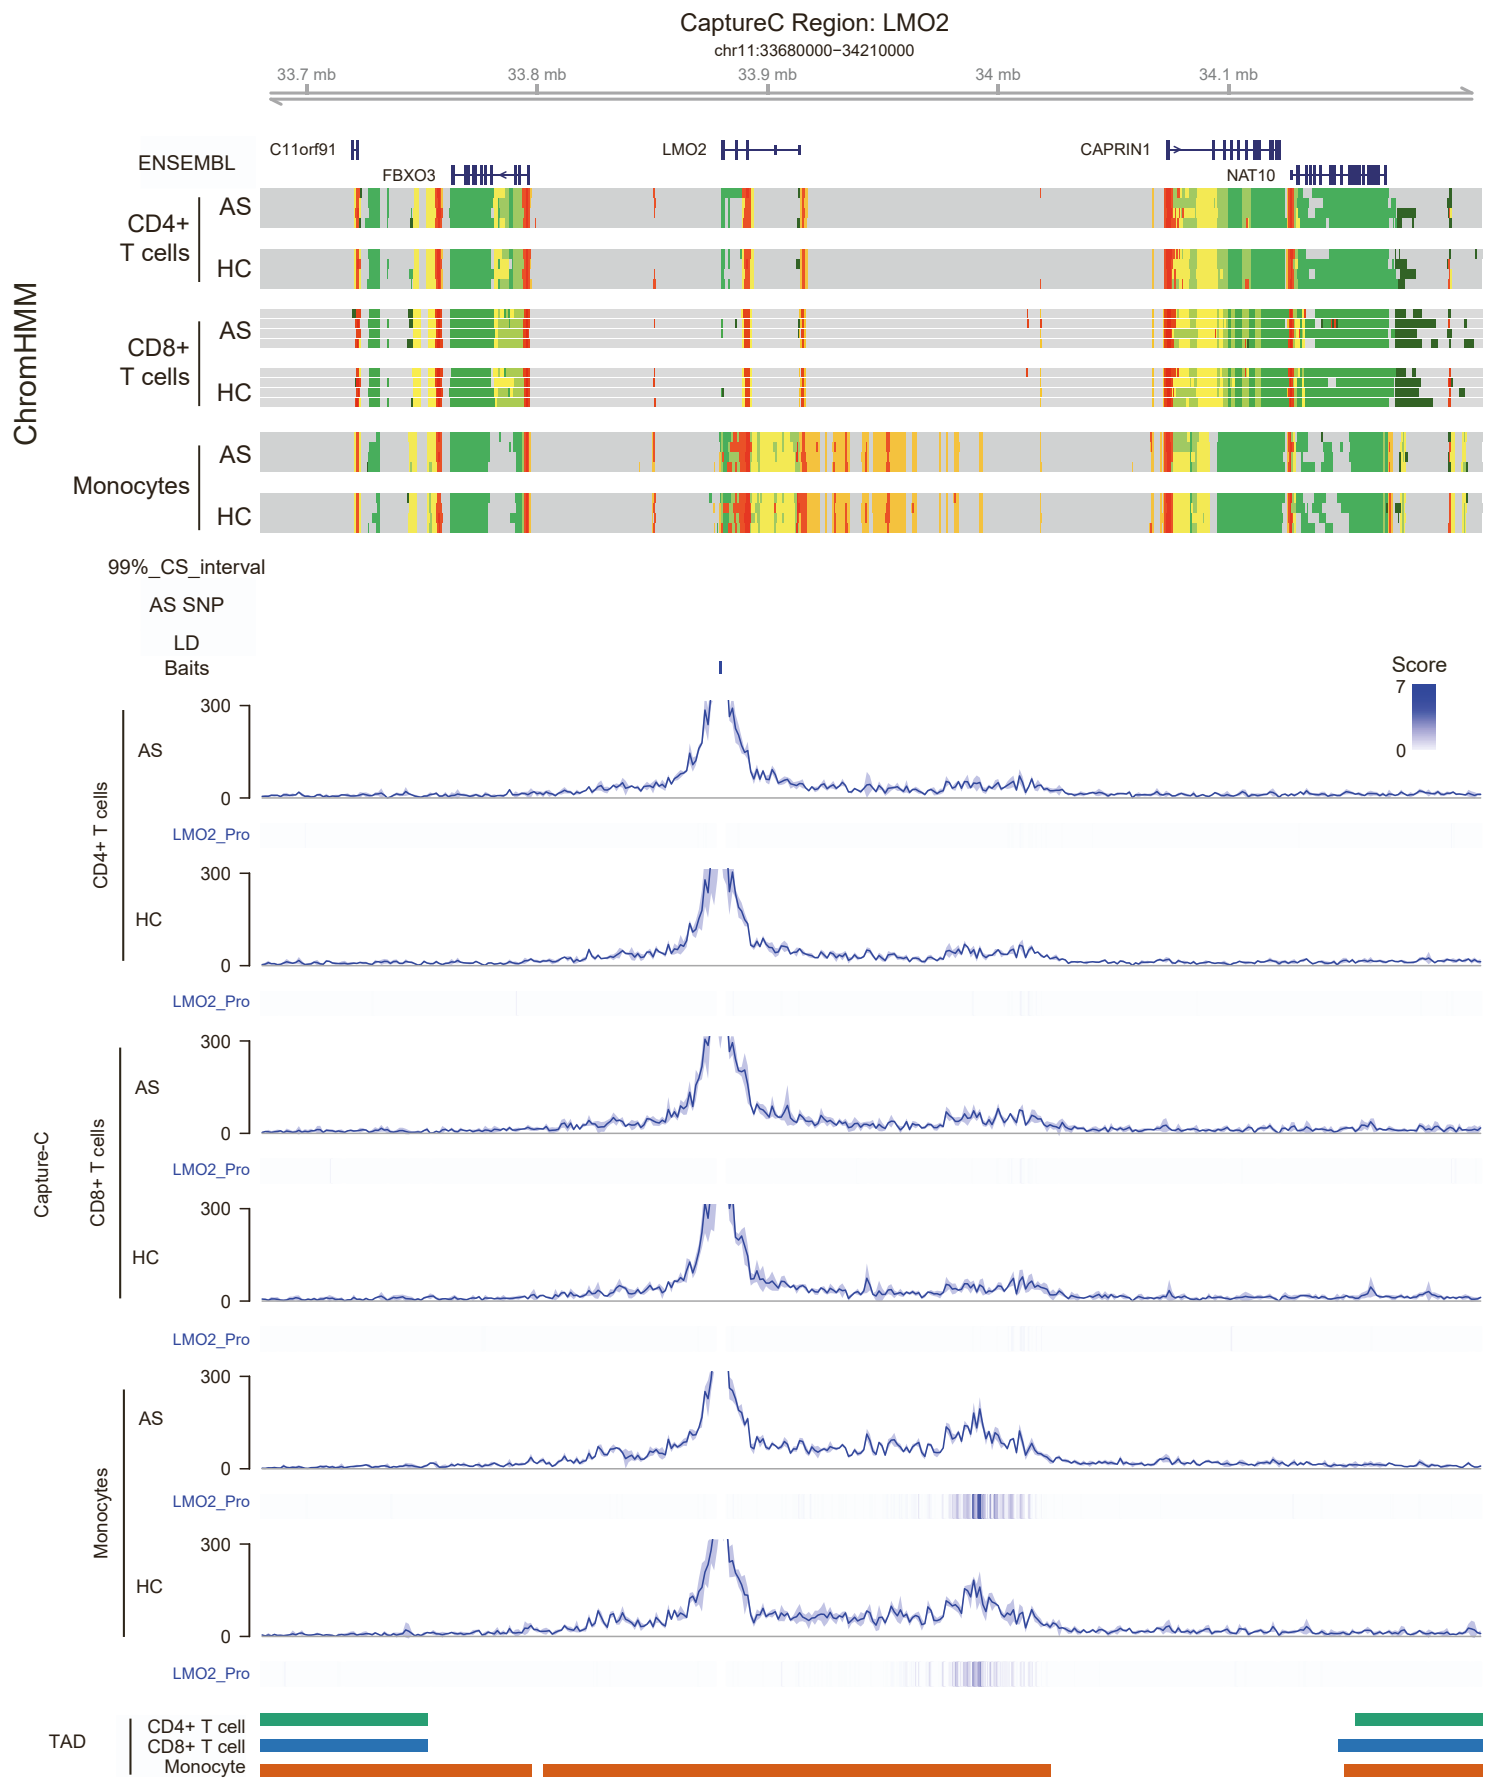 CaptureC Region: LMO2
chr11:33680000−34210000
33.7 mb 33.8 mb 33.9 mb 34 mb 34.1 mb
C11orf91 LMO2 CAPRIN1
ENSEMBL
FBXO3 NAT10
ChromHMM
CD4+
T cells
AS
HC
CD8+
T cells
AS
HC
Monocytes
AS
HC
99%_CS_interval
AS SNP
LD
Baits
Score
7
0
Capture-C
CD4+ T cells
300
AS
0
LMO2_Pro
300
HC
0
LMO2_Pro
CD8+ T cells
300
AS
0
LMO2_Pro
300
HC
0
LMO2_Pro
Monocytes
300
AS
0
LMO2_Pro
300
HC
0
LMO2_Pro
TAD
CD4+ T cell
CD8+ T cell
Monocyte